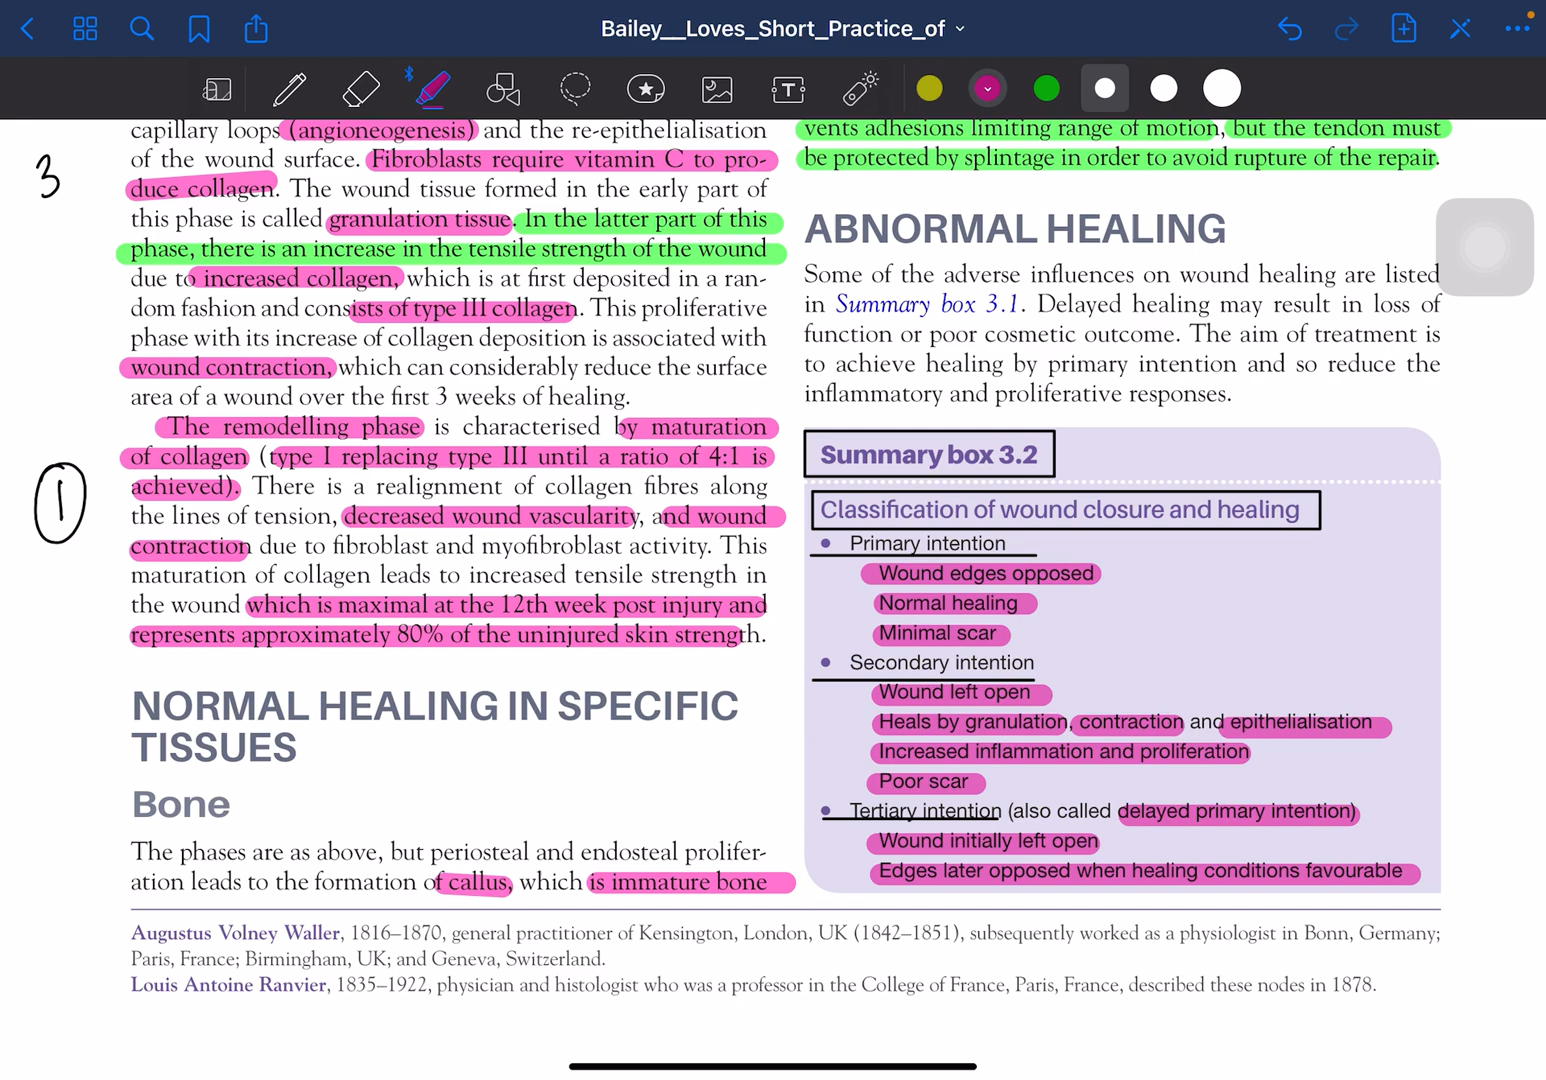 Bailey__Loves_Short_Practice_of
T
capillary loops (angioneogenesis) and the re-epithelialisation
of the wound surface. Fibroblasts require vitamin C to pro-
duce collagen. The wound tissue formed in the early part of
this phase is called granulation tissue. In the latter part of this
phase, there is an increase in the tensile strength of the wound
due to increased collagen, which is at first deposited in a ran-
dom fashion and consists of type III collagen. This proliferative
phase with its increase of collagen deposition is associated with
wound contraction, which can considerably reduce the surface
area of a wound over the first 3 weeks of healing.
The remodelling phase is characterised by maturation
of collagen (type I replacing type III until a ratio of 4:1 is
achieved). There is a realignment of collagen fibres along
the lines of tension, decreased wound vascularity, and wound
contraction due to fibroblast and myofibroblast activity. This
maturation of collagen leads to increased tensile strength in
the wound which is maximal at the 12th week post injury and
represents approximately 80% of the uninjured skin strength.
3
1
NORMAL HEALING IN SPECIFIC
TISSUES
Bone
The phases are as above, but periosteal and endosteal prolifer-
ation leads to the formation of callus, which is immature bone
vents adhesions limiting range of motion, but the tendon must
be protected by splintage in order to avoid rupture of the repair.
ABNORMAL HEALING
Some of the adverse influences on wound healing are listed
in Summary box 3.1. Delayed healing may result in loss of
function or poor cosmetic outcome. The aim of treatment is
to achieve healing by primary intention and so reduce the
inflammatory and proliferative responses.
Summary box 3.2
Classification of wound closure and healing
● Primary intention
Wound edges opposed
Normal healing
Minimal scar
● Secondary intention
Wound left open
Heals by granulation, contraction and epithelialisation
Increased inflammation and proliferation
Poor scar
● Tertiary intention (also called delayed primary intention)
Wound initially left open
Edges later opposed when healing conditions favourable
Augustus Volney Waller, 1816–1870, general practitioner of Kensington, London, UK (1842–1851), subsequently worked as a physiologist in Bonn, Germany;
Paris, France; Birmingham, UK; and Geneva, Switzerland.
Louis Antoine Ranvier, 1835–1922, physician and histologist who was a professor in the College of France, Paris, France, described these nodes in 1878.